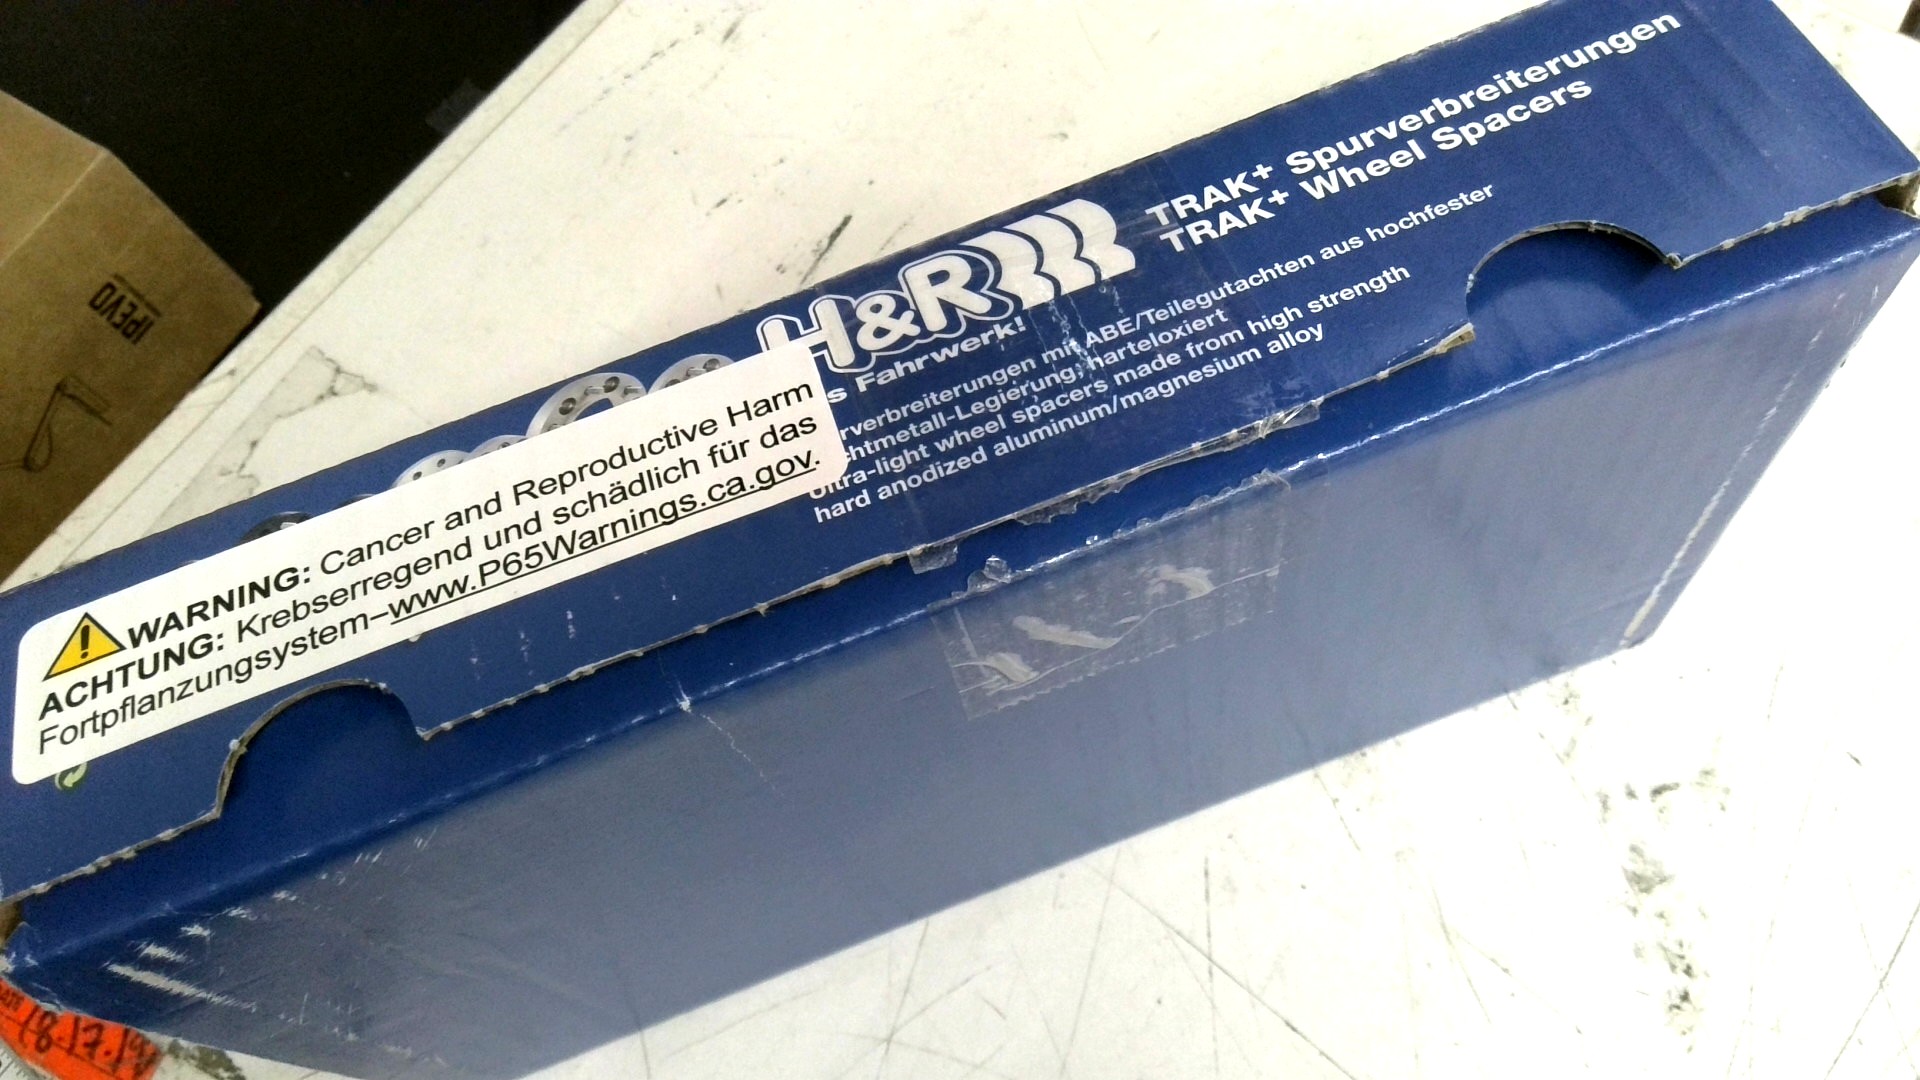 TRAK+ Spurverbreiterungen
TRAK+ Wheel Spacers
H&R
s Fahrwerk!
rverbreiterungen mit ABE/Teilegutachten aus hochfester
chtmetall-Legierung, harteloxiert
Ultra-light wheel spacers made from high strength
hard anodized aluminum/magnesium alloy
WARNING: Cancer and Reproductive Harm
ACHTUNG: Krebserregend und schädlich für das
Fortpflanzungsystem–www.P65Warnings.ca.gov.
IPEVO